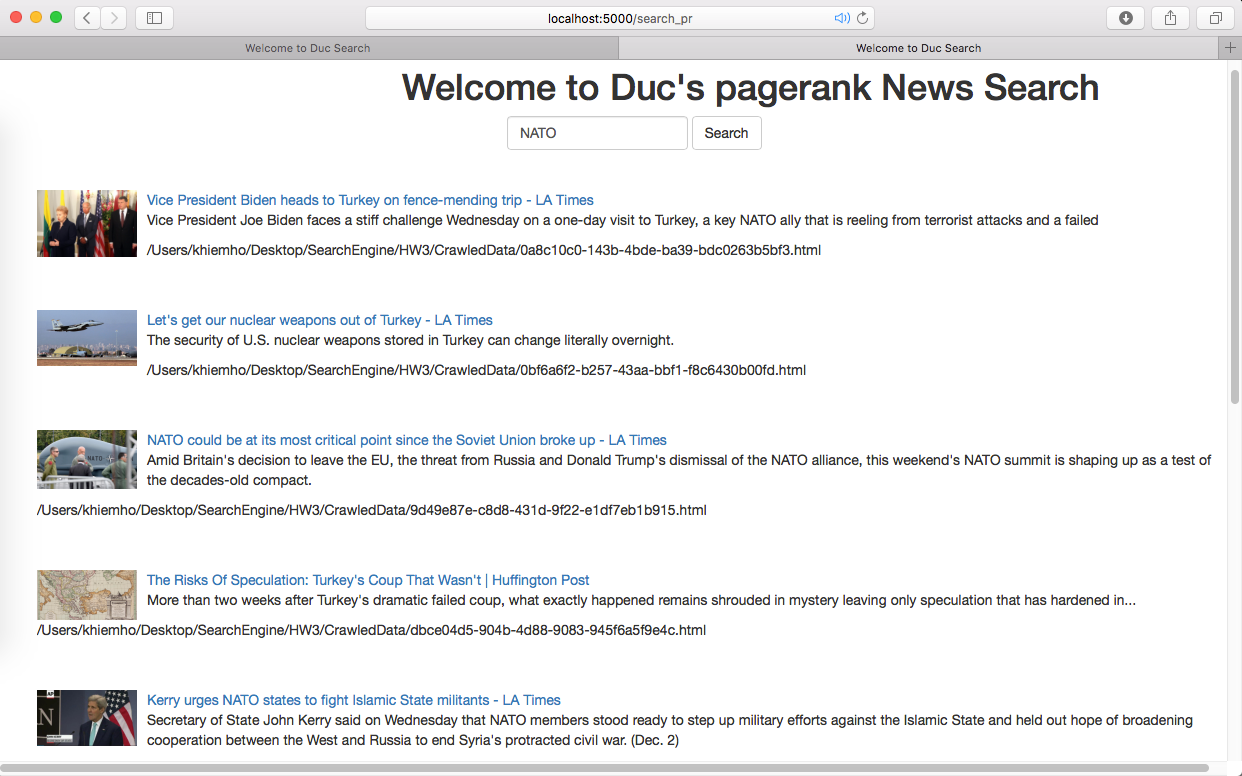 localhost:5000/search_pr
Welcome to Duc Search
Welcome to Duc Search
Welcome to Duc's pagerank News Search
NATO
Search
Vice President Biden heads to Turkey on fence-mending trip - LA Times
Vice President Joe Biden faces a stiff challenge Wednesday on a one-day visit to Turkey, a key NATO ally that is reeling from terrorist attacks and a failed
/Users/khiemho/Desktop/SearchEngine/HW3/CrawledData/0a8c10c0-143b-4bde-ba39-bdc0263b5bf3.html
Let's get our nuclear weapons out of Turkey - LA Times
The security of U.S. nuclear weapons stored in Turkey can change literally overnight.
/Users/khiemho/Desktop/SearchEngine/HW3/CrawledData/0bf6a6f2-b257-43aa-bbf1-f8c6430b00fd.html
NATO
NATO could be at its most critical point since the Soviet Union broke up - LA Times
Amid Britain's decision to leave the EU, the threat from Russia and Donald Trump's dismissal of the NATO alliance, this weekend's NATO summit is shaping up as a test of
the decades-old compact.
/Users/khiemho/Desktop/SearchEngine/HW3/CrawledData/9d49e87e-c8d8-431d-9f22-e1df7eb1b915.html
The Risks Of Speculation: Turkey's Coup That Wasn't | Huffington Post
More than two weeks after Turkey's dramatic failed coup, what exactly happened remains shrouded in mystery leaving only speculation that has hardened in...
/Users/khiemho/Desktop/SearchEngine/HW3/CrawledData/dbce04d5-904b-4d88-9083-945f6a5f9e4c.html
AP
N
Kerry urges NATO states to fight Islamic State militants - LA Times
Secretary of State John Kerry said on Wednesday that NATO members stood ready to step up military efforts against the Islamic State and held out hope of broadening
cooperation between the West and Russia to end Syria's protracted civil war. (Dec. 2)